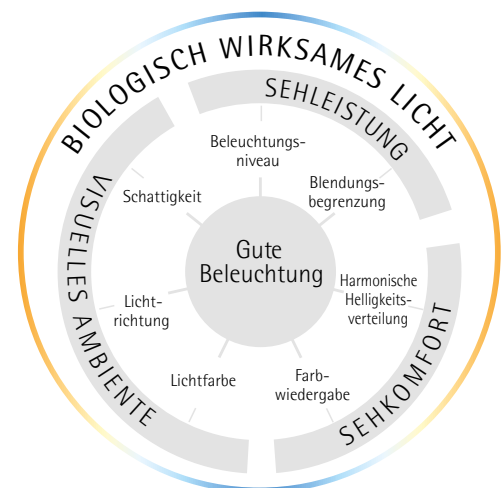 BIOLOGISCH WIRKSAMES LICHT
SEHLEISTUNG
Beleuchtungs-
niveau
Blendungs-
begrenzung
Schattigkeit
VISUELLES AMBIENTE
Gute
Beleuchtung
Harmonische
Helligkeits-
verteilung
Licht-
richtung
SEHKOMFORT
Lichtfarbe
Farb-
wiedergabe